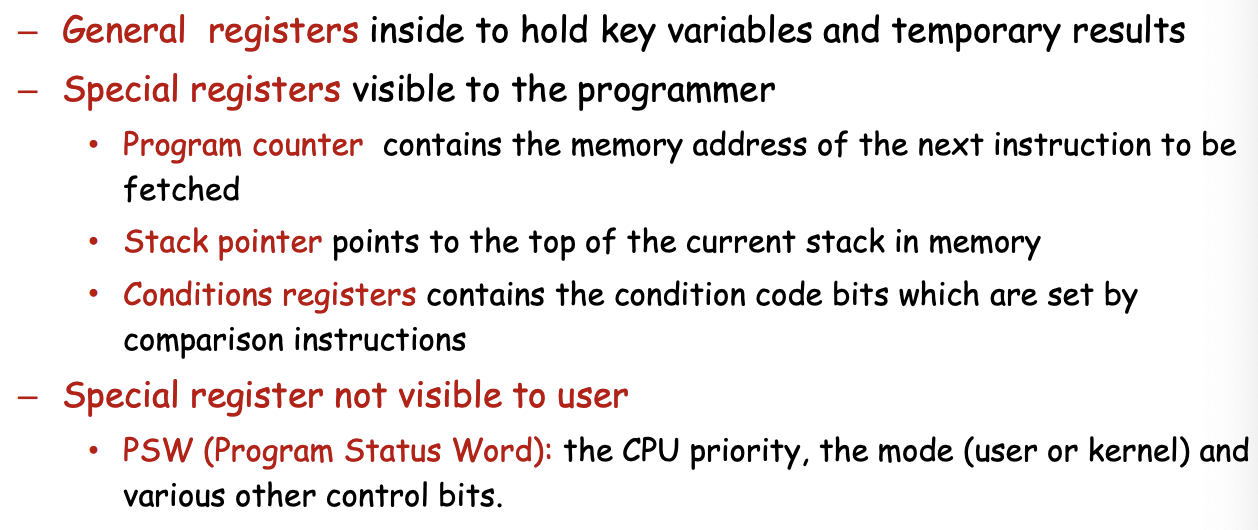 – General registers inside to hold key variables and temporary results
– Special registers visible to the programmer
• Program counter contains the memory address of the next instruction to be
fetched
• Stack pointer points to the top of the current stack in memory
• Conditions registers contains the condition code bits which are set by
comparison instructions
– Special register not visible to user
• PSW (Program Status Word): the CPU priority, the mode (user or kernel) and
various other control bits.